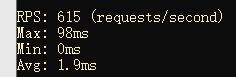 RPS: 615 (requests/second)
Max: 98ms
Min: 0ms
Avg: 1.9ms